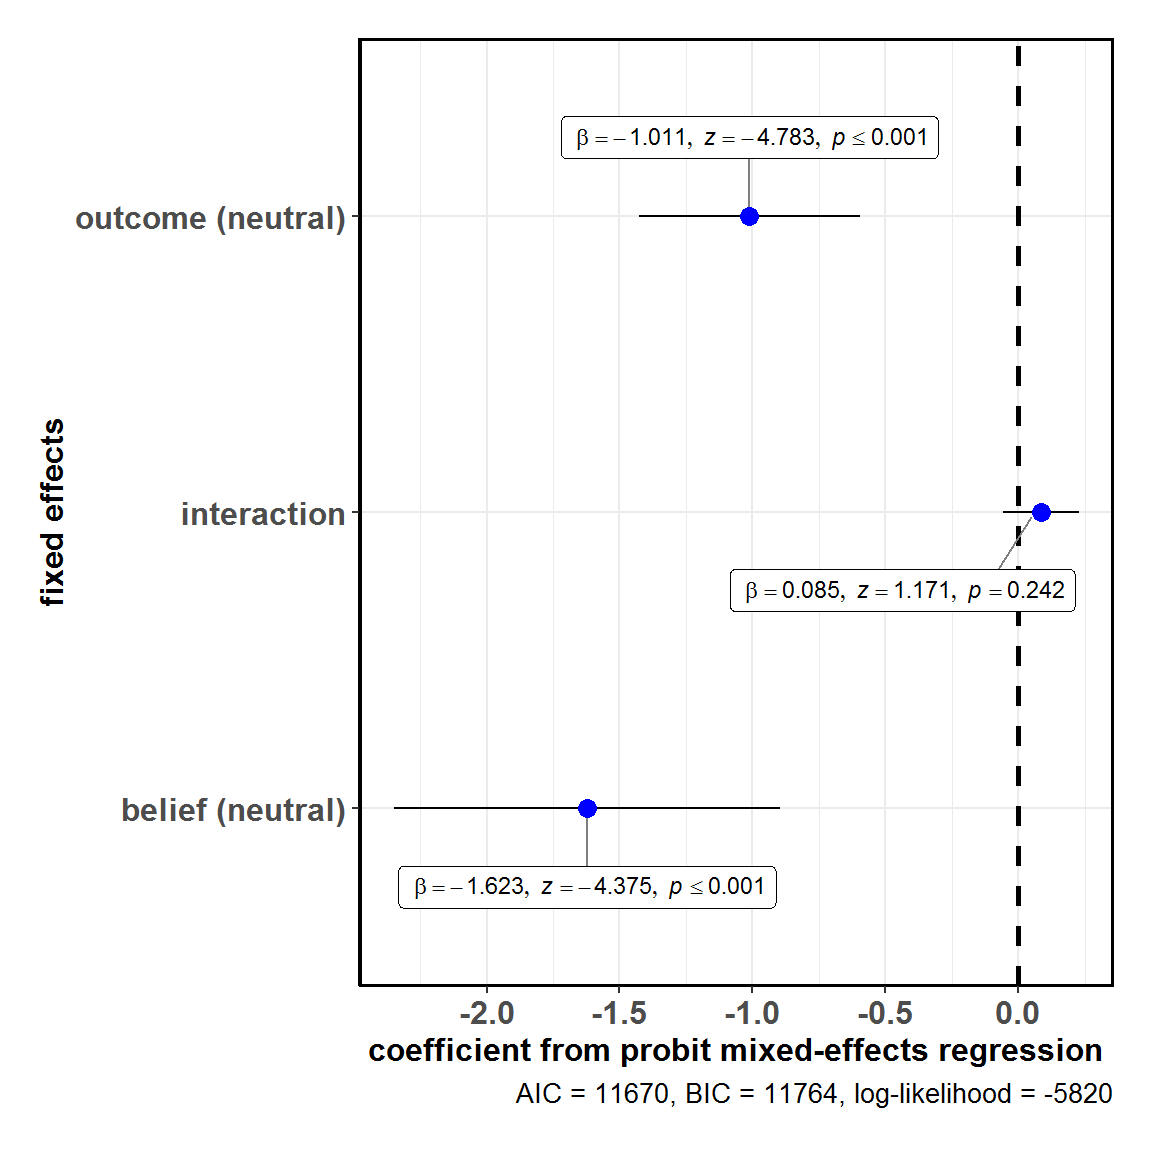 β = −1.011, z = −4.783, p ≤ 0.001
outcome (neutral)
fixed effects
interaction
β = 0.085, z = 1.171, p = 0.242
belief (neutral)
β = −1.623, z = −4.375, p ≤ 0.001
-2.0 -1.5 -1.0 -0.5 0.0
coefficient from probit mixed-effects regression
AIC = 11670, BIC = 11764, log-likelihood = -5820